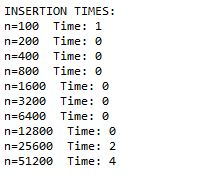 INSERTION TIMES:
n=100  Time: 1
n=200  Time: 0
n=400  Time: 0
n=800  Time: 0
n=1600  Time: 0
n=3200  Time: 0
n=6400  Time: 0
n=12800  Time: 0
n=25600  Time: 2
n=51200  Time: 4